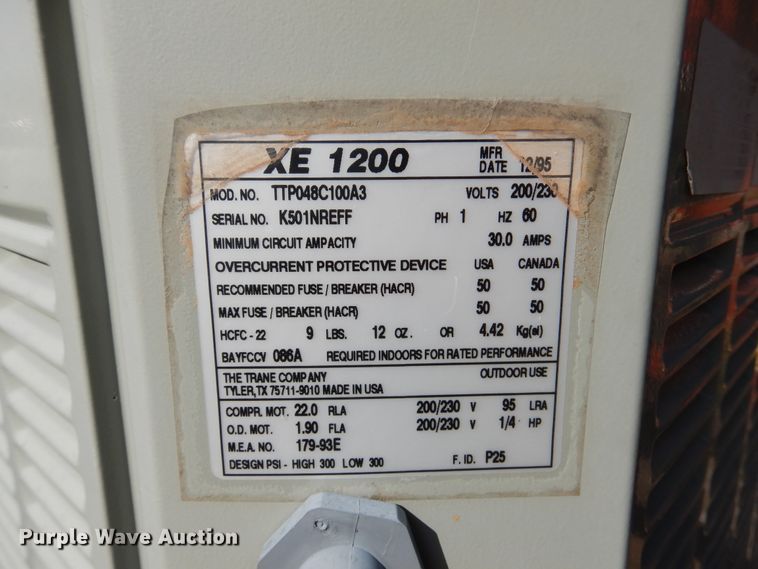 XE 1200 MFR DATE 12/95
MOD. NO. TTP048C100A3 VOLTS 200/230
SERIAL NO. K501NREFF PH 1 HZ 60
MINIMUM CIRCUIT AMPACITY 30.0 AMPS
OVERCURRENT PROTECTIVE DEVICE USA CANADA
RECOMMENDED FUSE / BREAKER (HACR) 50 50
MAX FUSE / BREAKER (HACR) 50 50
HCFC - 22 9 LBS. 12 OZ. OR 4.42 Kg(si)
BAYFCCV 086A REQUIRED INDOORS FOR RATED PERFORMANCE
THE TRANE COMPANY OUTDOOR USE
TYLER, TX 75711-9010 MADE IN USA
COMPR. MOT. 22.0 RLA 200/230 V 95 LRA
O.D. MOT. 1.90 FLA 200/230 V 1/4 HP
M.E.A. NO. 179-93E
DESIGN PSI - HIGH 300 LOW 300 F. ID. P25
Purple Wave Auction